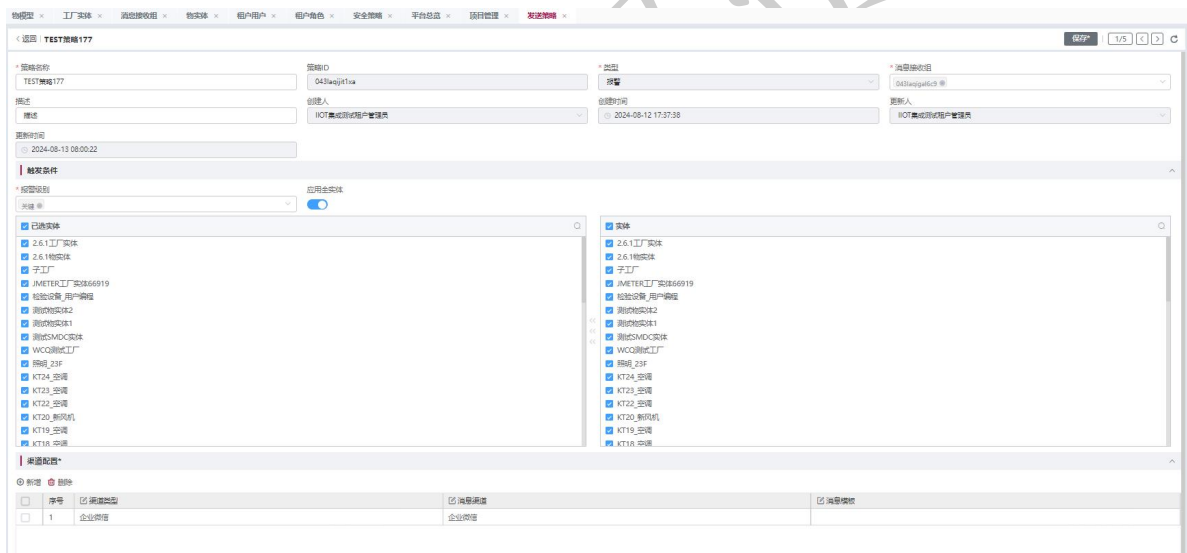 物模型 × 工厂实体 × 消息接收组 × 物实体 × 租户用户 × 租户角色 × 安全策略 × 平台总览 × 项目管理 × 发送策略 ×
< 返回 TEST策略177 保存* 1/5 < >
* 策略名称 策略ID * 类型 * 消息接收组
TEST策略177 043laqijit1xa 报警 043laqigal6c9
描述 创建人 创建时间 更新人
描述 IIOT集成测试租户管理员 2024-08-12 17:37:38 IIOT集成测试租户管理员
更新时间
2024-08-13 08:00:22
触发条件
* 报警级别 应用全实体
关键
已选实体 实体
2.6.1工厂实体 2.6.1工厂实体
2.6.1物实体 2.6.1物实体
子工厂 子工厂
JMETER工厂实体66919 JMETER工厂实体66919
检验设备_用户编程 检验设备_用户编程
测试物实体2 测试物实体2
测试物实体1 测试物实体1
测试SMDC实体 测试SMDC实体
WCQ测试工厂 WCQ测试工厂
照明_23F 照明_23F
KT24_空调 KT24_空调
KT23_空调 KT23_空调
KT22_空调 KT22_空调
KT20_新风机 KT20_新风机
KT19_空调 KT19_空调
KT18_空调 KT18_空调
渠道配置*
新增 删除
序号 渠道类型 消息渠道 消息模板
1 企业微信 企业微信